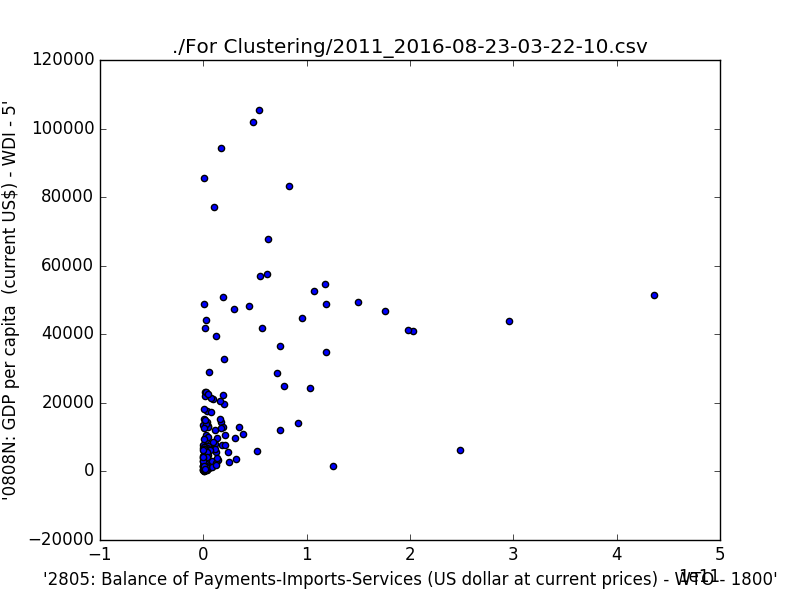 ./For Clustering/2011_2016-08-23-03-22-10.csv
120000
100000
80000
60000
40000
20000
0
−20000
'0808N: GDP per capita  (current US$) - WDI - 5'
−1 0 1 2 3 4 5
1e11
'2805: Balance of Payments-Imports-Services (US dollar at current prices) - WTO - 1800'